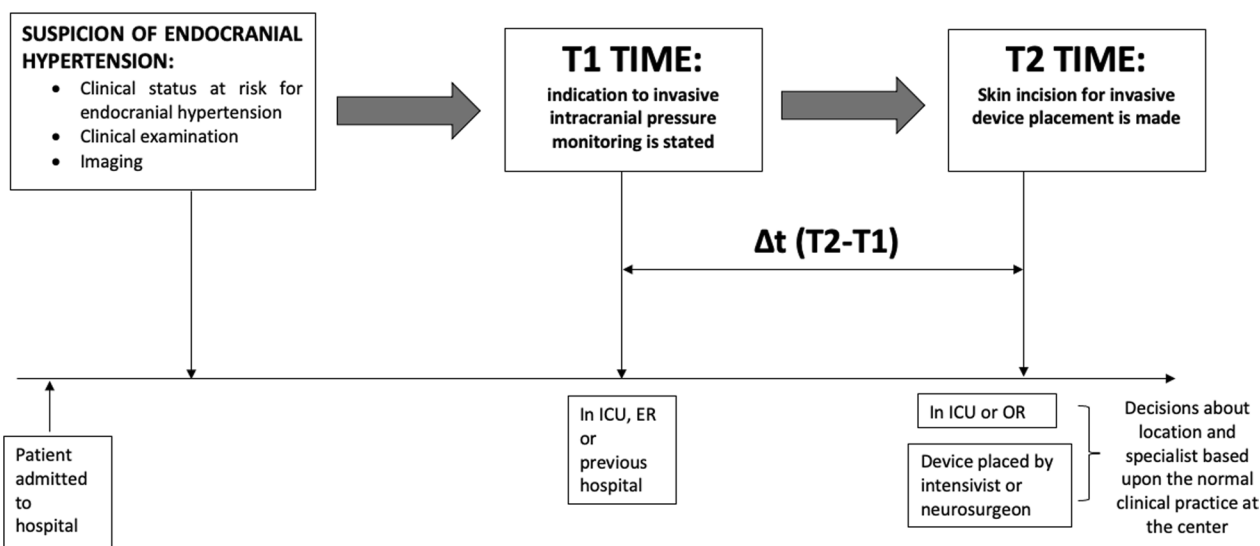 SUSPICION OF ENDOCRANIAL
HYPERTENSION:
• Clinical status at risk for
endocranial hypertension
• Clinical examination
• Imaging
T1 TIME:
indication to invasive
intracranial pressure
monitoring is stated
T2 TIME:
Skin incision for invasive
device placement is made
Δt (T2-T1)
Patient
admitted
to
hospital
In ICU, ER
or
previous
hospital
In ICU or OR
Device placed by
intensivist or
neurosurgeon
Decisions about
location and
specialist based
upon the normal
clinical practice at
the center